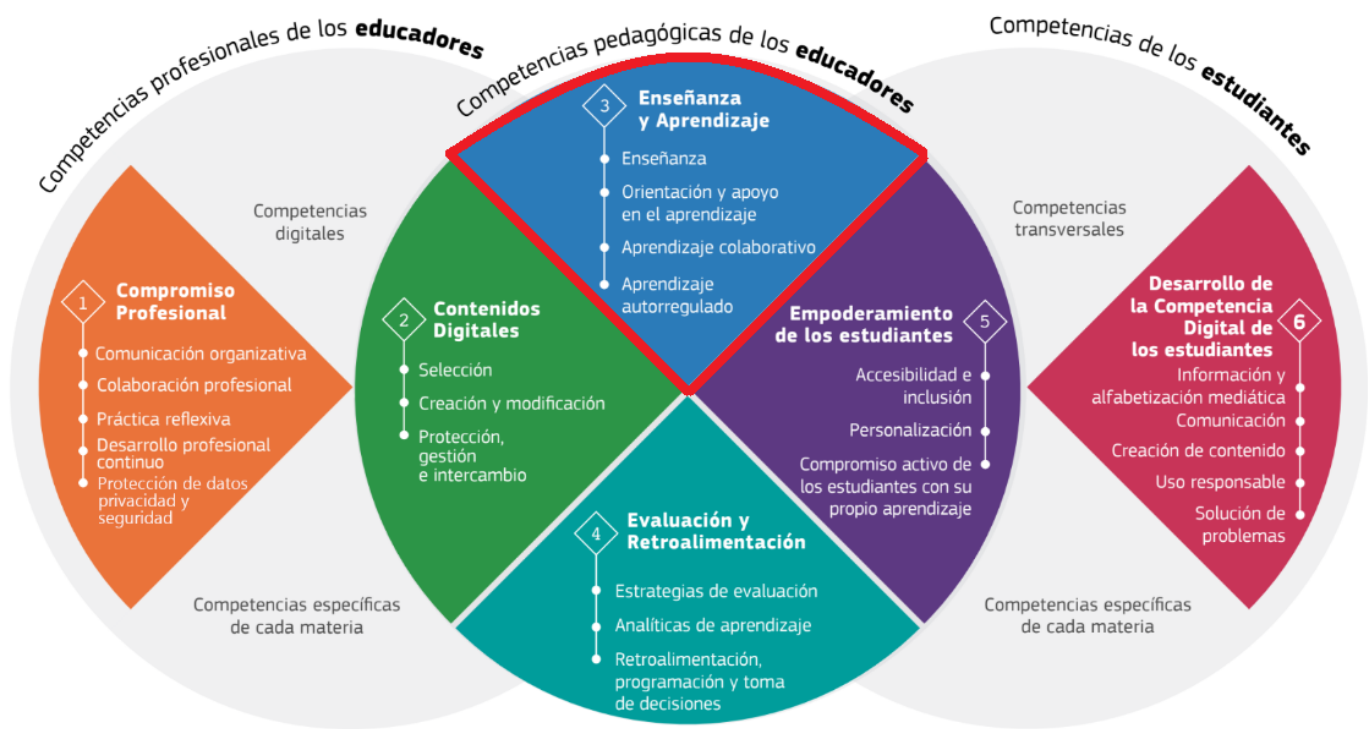 Competencias profesionales de los educadores
Competencias pedagógicas de los educadores
Competencias de los estudiantes
Competencias
digitales
Competencias específicas
de cada materia
1
Compromiso
Profesional
Comunicación organizativa
Colaboración profesional
Práctica reflexiva
Desarrollo profesional
continuo
Protección de datos
privacidad y
seguridad
2
Contenidos
Digitales
Selección
Creación y modificación
Protección,
gestión
e intercambio
3
Enseñanza
y Aprendizaje
Enseñanza
Orientación y apoyo
en el aprendizaje
Aprendizaje colaborativo
Aprendizaje
autorregulado
4
Evaluación y
Retroalimentación
Estrategias de evaluación
Analíticas de aprendizaje
Retroalimentación,
programación y toma
de decisiones
5
Empoderamiento
de los estudiantes
Accesibilidad e
inclusión
Personalización
Compromiso activo de
los estudiantes con su
propio aprendizaje
Competencias
transversales
Competencias específicas
de cada materia
6
Desarrollo de
la Competencia
Digital de
los estudiantes
Información y
alfabetización mediática
Comunicación
Creación de contenido
Uso responsable
Solución de
problemas